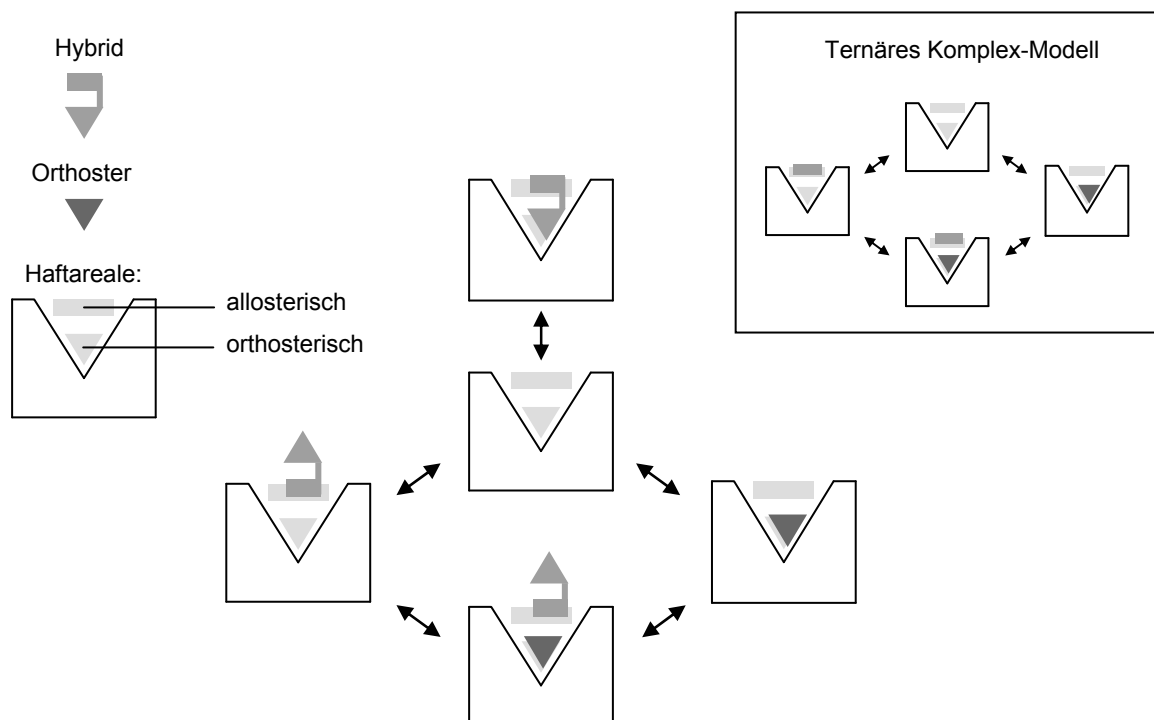 Hybrid
Orthoster
Haftareale:
allosterisch
orthosterisch
Ternäres Komplex-Modell